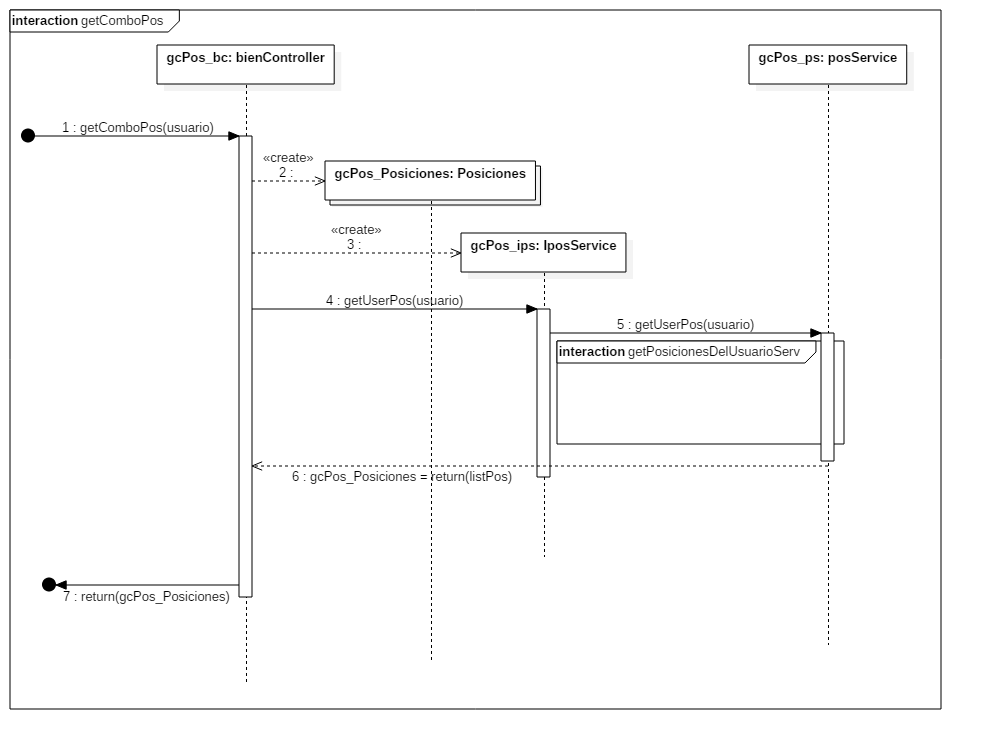 interaction getComboPos
gcPos_bc: bienController
gcPos_ps: posService
1 : getComboPos(usuario)
«create»
2 :
gcPos_Posiciones: Posiciones
«create»
3 :
gcPos_ips: IposService
4 : getUserPos(usuario)
5 : getUserPos(usuario)
interaction getPosicionesDelUsuarioServ
6 : gcPos_Posiciones = return(listPos)
7 : return(gcPos_Posiciones)